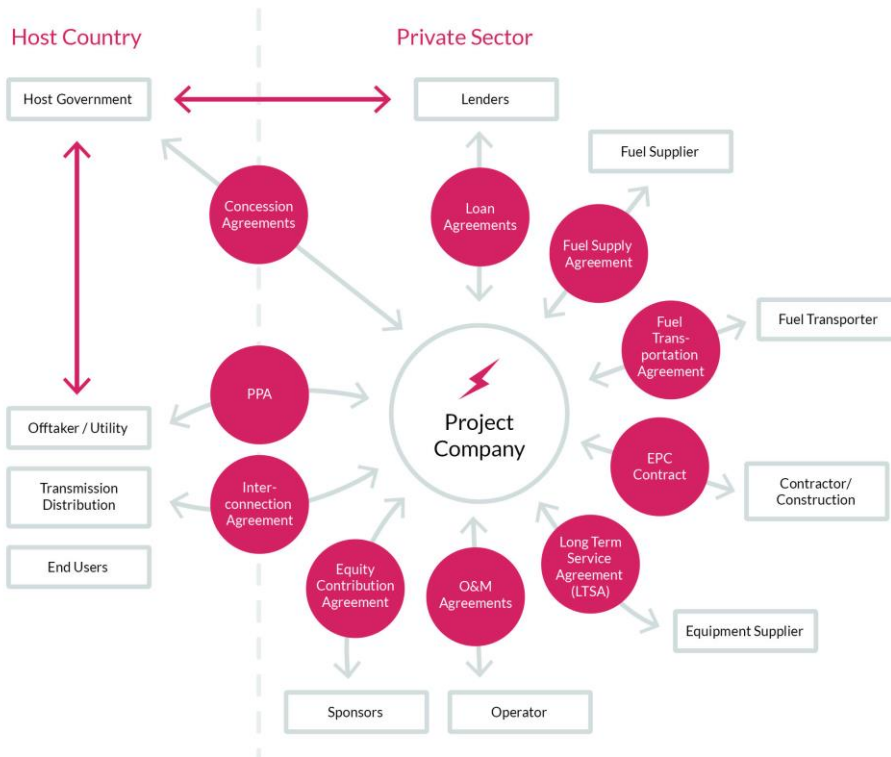 Host Country
Private Sector
Host Government
Lenders
Fuel Supplier
Concession
Agreements
Loan
Agreements
Fuel Supply
Agreement
Fuel
Trans-
portation
Agreement
Fuel Transporter
PPA
Project
Company
Offtaker / Utility
EPC
Contract
Transmission
Distribution
Inter-
connection
Agreement
Contractor/
Construction
End Users
Equity
Contribution
Agreement
O&M
Agreements
Long Term
Service
Agreement
(LTSA)
Equipment Supplier
Sponsors
Operator